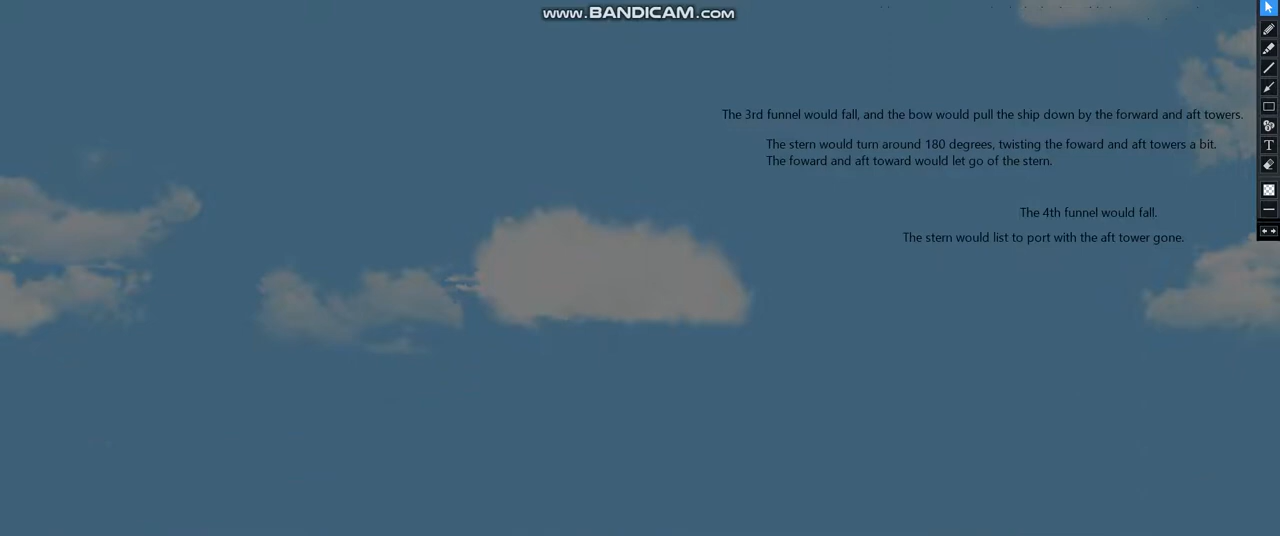 www.BANDICAM.com
The 3rd funnel would fall, and the bow would pull the ship down by the forward and aft towers.
The stern would turn around 180 degrees, twisting the foward and aft towers a bit.
The foward and aft toward would let go of the stern.
The 4th funnel would fall.
The stern would list to port with the aft tower gone.